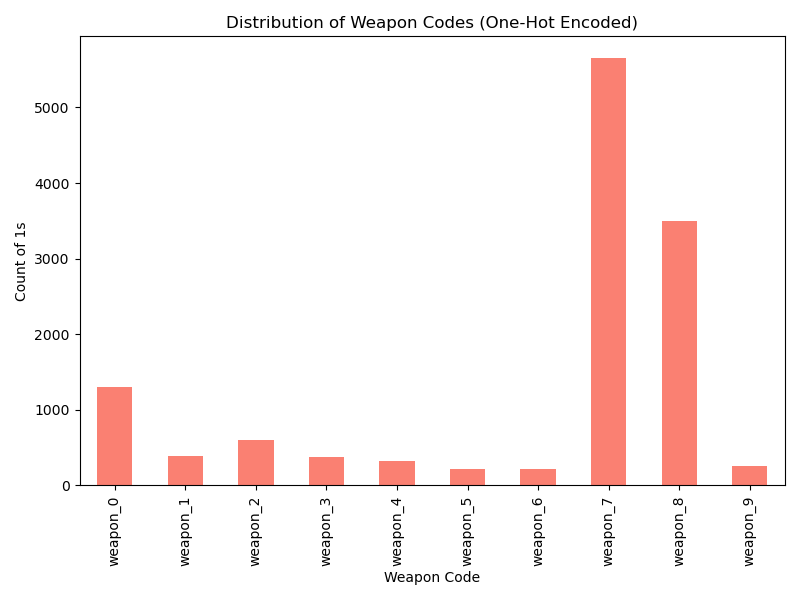 Distribution of Weapon Codes (One-Hot Encoded)
Count of 1s
5000
4000
3000
2000
1000
0
weapon_0
weapon_1
weapon_2
weapon_3
weapon_4
weapon_5
weapon_6
weapon_7
weapon_8
weapon_9
Weapon Code